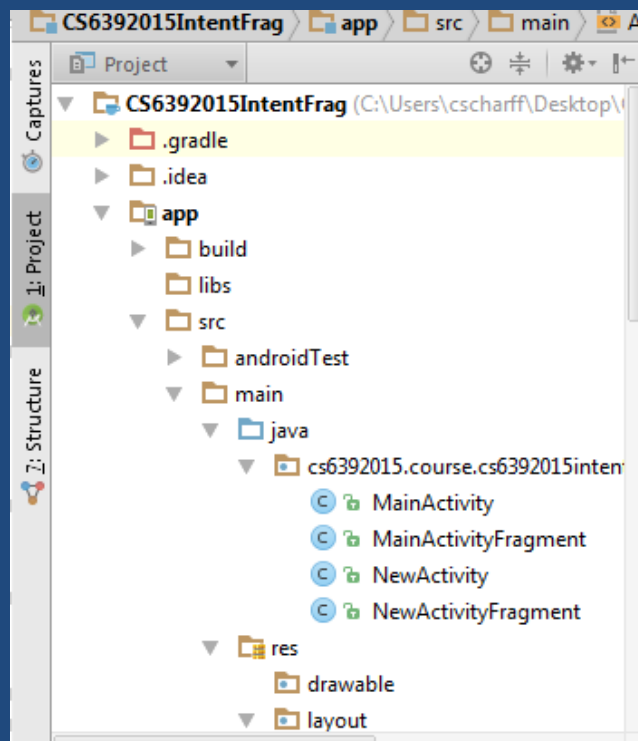 CS6392015IntentFrag app src main A
Project
CS6392015IntentFrag (C:\Users\cscharff\Desktop\
.gradle
.idea
app
build
libs
src
androidTest
main
java
cs6392015.course.cs6392015inten
MainActivity
MainActivityFragment
NewActivity
NewActivityFragment
res
drawable
layout
Captures
1: Project
7: Structure